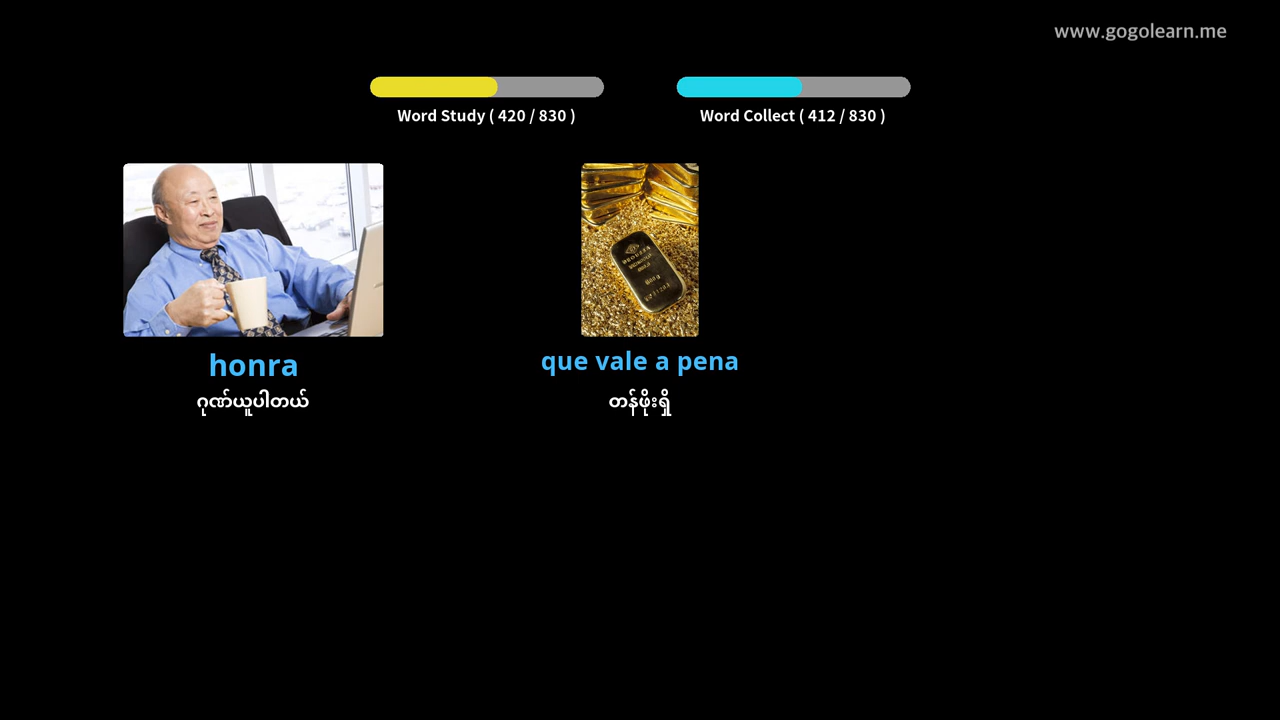 www.gogolearn.me
Word Study ( 420 / 830 )
Word Collect ( 412 / 830 )
honra
que vale a pena
ဂုဏ်ယူပါတယ်
တန်ဖိုးရှိ